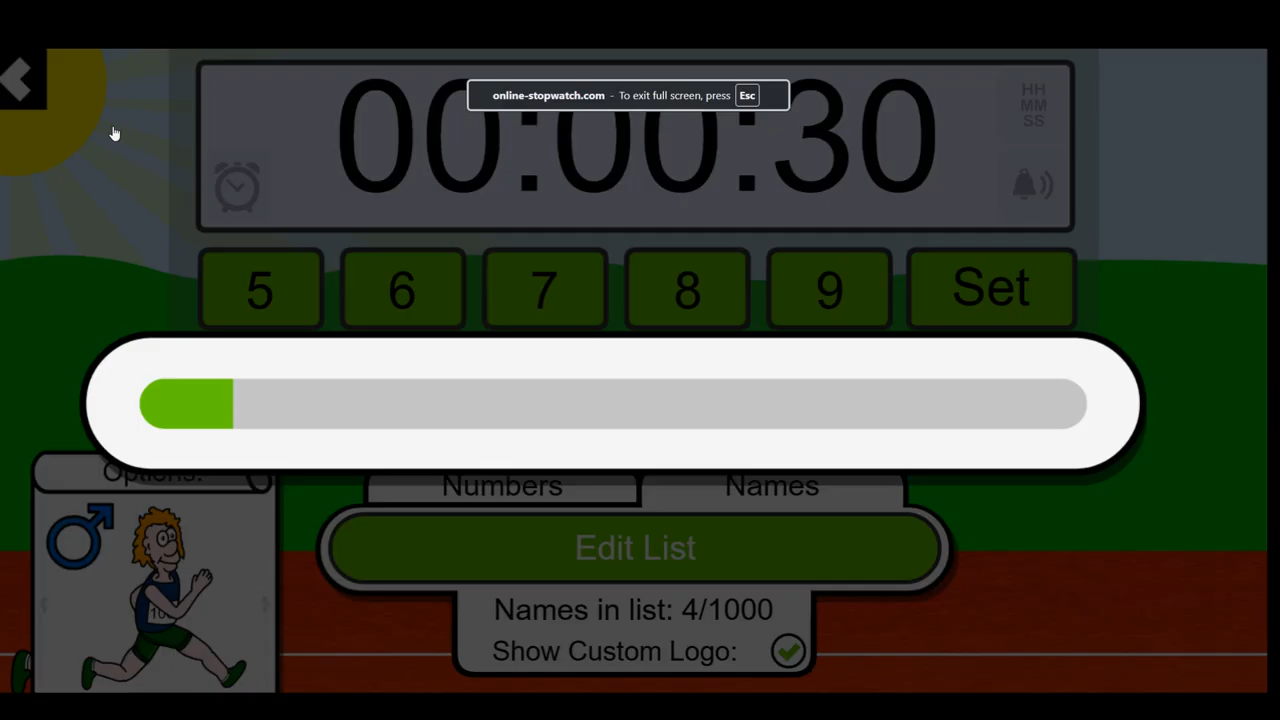 online-stopwatch.com - To exit full screen, press Esc
00:00:30
HH
MM
SS
5 6 7 8 9 Set
Options:
Numbers Names
Edit List
Names in list: 4/1000
Show Custom Logo: